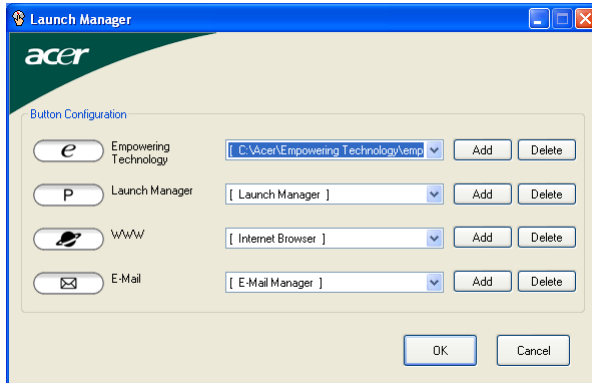 Launch Manager
acer
Button Configuration
e Empowering Technology [ C:\Acer\Empowering Technology\emp Add Delete
P Launch Manager [ Launch Manager ] Add Delete
WWW [ Internet Browser ] Add Delete
E-Mail [ E-Mail Manager ] Add Delete
OK Cancel